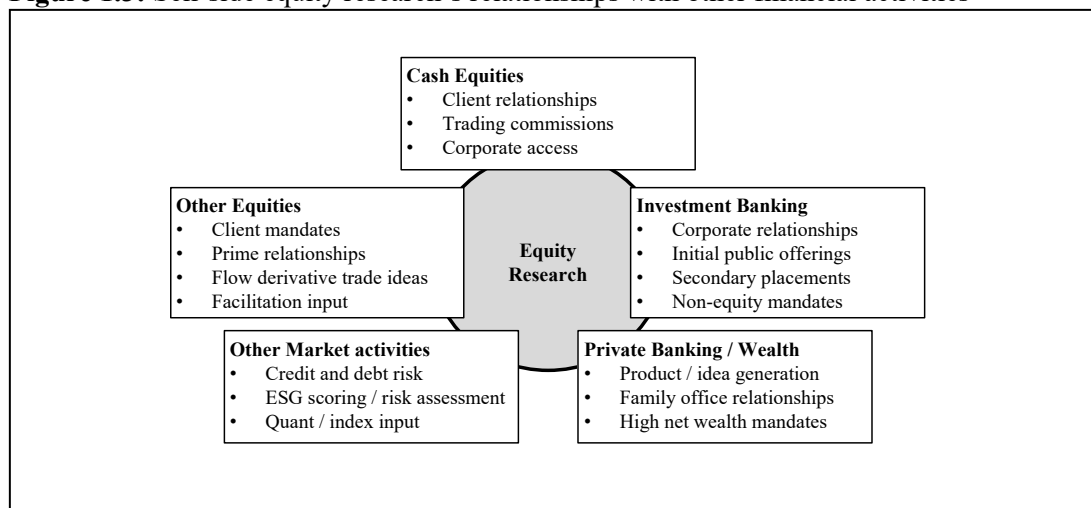 Cash Equities
• Client relationships
• Trading commissions
• Corporate access
Other Equities
• Client mandates
• Prime relationships
• Flow derivative trade ideas
• Facilitation input
Equity
Research
Investment Banking
• Corporate relationships
• Initial public offerings
• Secondary placements
• Non-equity mandates
Other Market activities
• Credit and debt risk
• ESG scoring / risk assessment
• Quant / index input
Private Banking / Wealth
• Product / idea generation
• Family office relationships
• High net wealth mandates